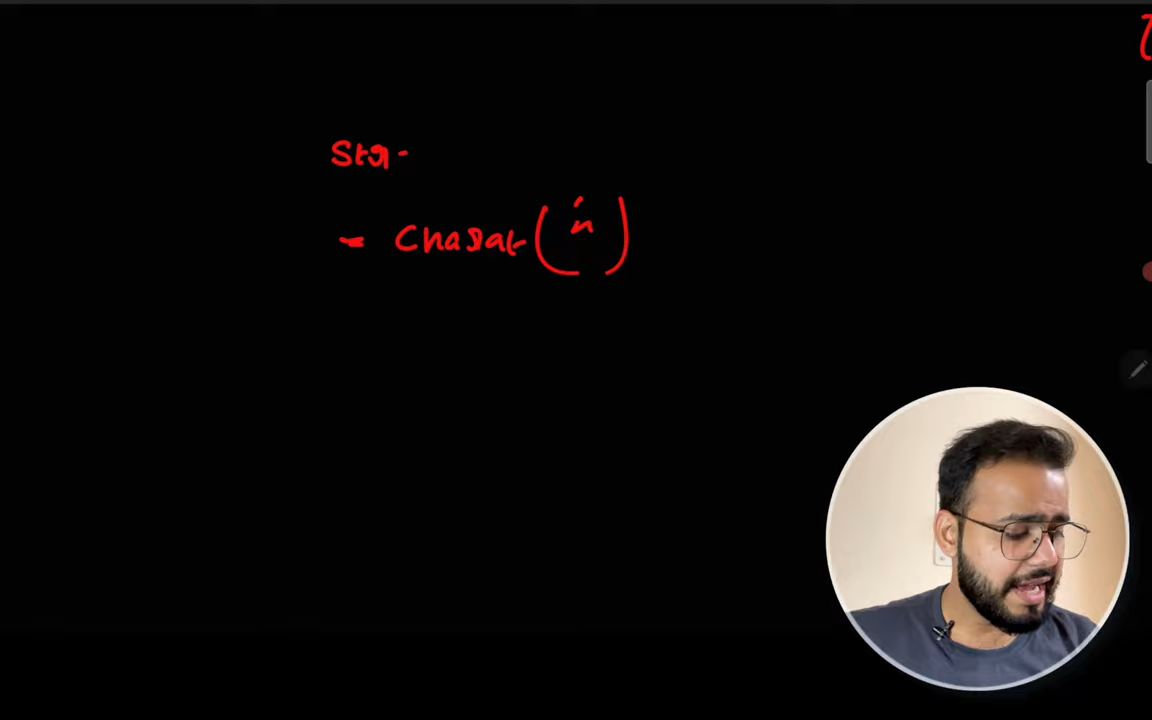 Str -
- Charat ( n )